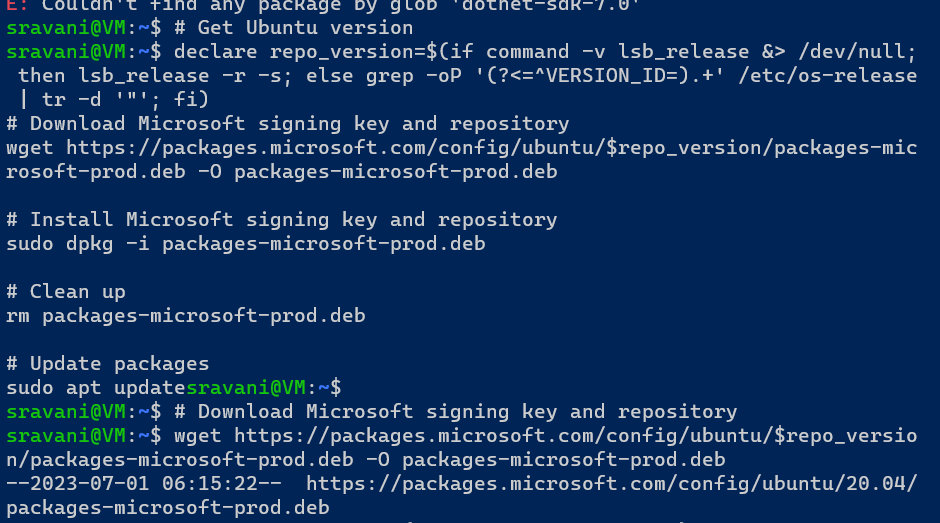 E: Couldn't find any package by glob 'dotnet-sdk-7.0'
sravani@VM:~$ # Get Ubuntu version
sravani@VM:~$ declare repo_version=$(if command -v lsb_release &> /dev/null;
 then lsb_release -r -s; else grep -oP '(?<=^VERSION_ID=).+' /etc/os-release
 | tr -d '"'; fi)
# Download Microsoft signing key and repository
wget https://packages.microsoft.com/config/ubuntu/$repo_version/packages-mic
rosoft-prod.deb -O packages-microsoft-prod.deb
# Install Microsoft signing key and repository
sudo dpkg -i packages-microsoft-prod.deb
# Clean up
rm packages-microsoft-prod.deb
# Update packages
sudo apt updatesravani@VM:~$
sravani@VM:~$ # Download Microsoft signing key and repository
sravani@VM:~$ wget https://packages.microsoft.com/config/ubuntu/$repo_versio
n/packages-microsoft-prod.deb -O packages-microsoft-prod.deb
--2023-07-01 06:15:22--  https://packages.microsoft.com/config/ubuntu/20.04/
packages-microsoft-prod.deb